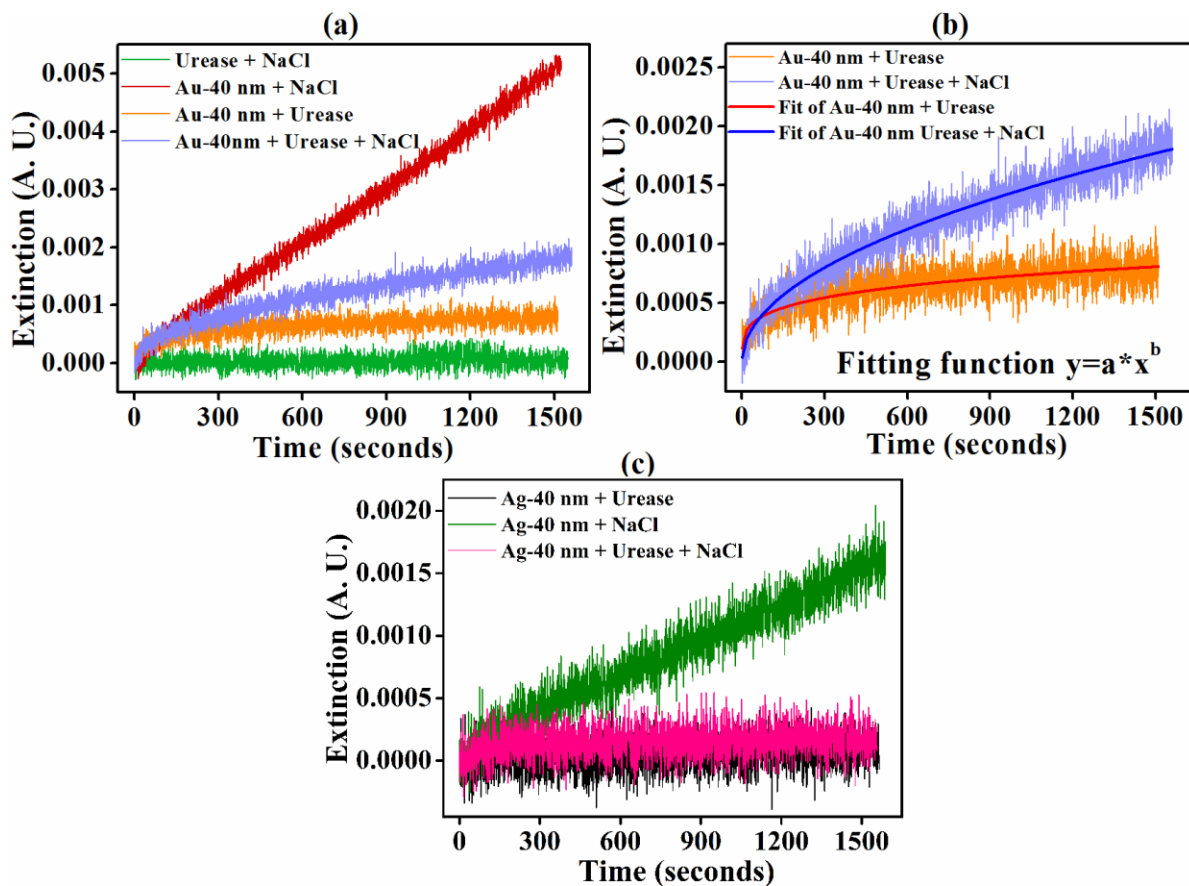 (a)
Urease + NaCl
Au-40 nm + NaCl
Au-40 nm + Urease
Au-40nm + Urease + NaCl
0.005
0.004
0.003
0.002
0.001
0.000
Extinction (A. U.)
0 300 600 900 1200 1500
Time (seconds)
(b)
Au-40 nm + Urease
Au-40 nm + Urease + NaCl
Fit of Au-40 nm + Urease
Fit of Au-40 nm Urease + NaCl
0.0025
0.0020
0.0015
0.0010
0.0005
0.0000
Extinction (A. U.)
Fitting function y=a*x^b
0 300 600 900 1200 1500
Time (seconds)
(c)
Ag-40 nm + Urease
Ag-40 nm + NaCl
Ag-40 nm + Urease + NaCl
0.0020
0.0015
0.0010
0.0005
0.0000
Extinction (A. U.)
0 300 600 900 1200 1500
Time (seconds)